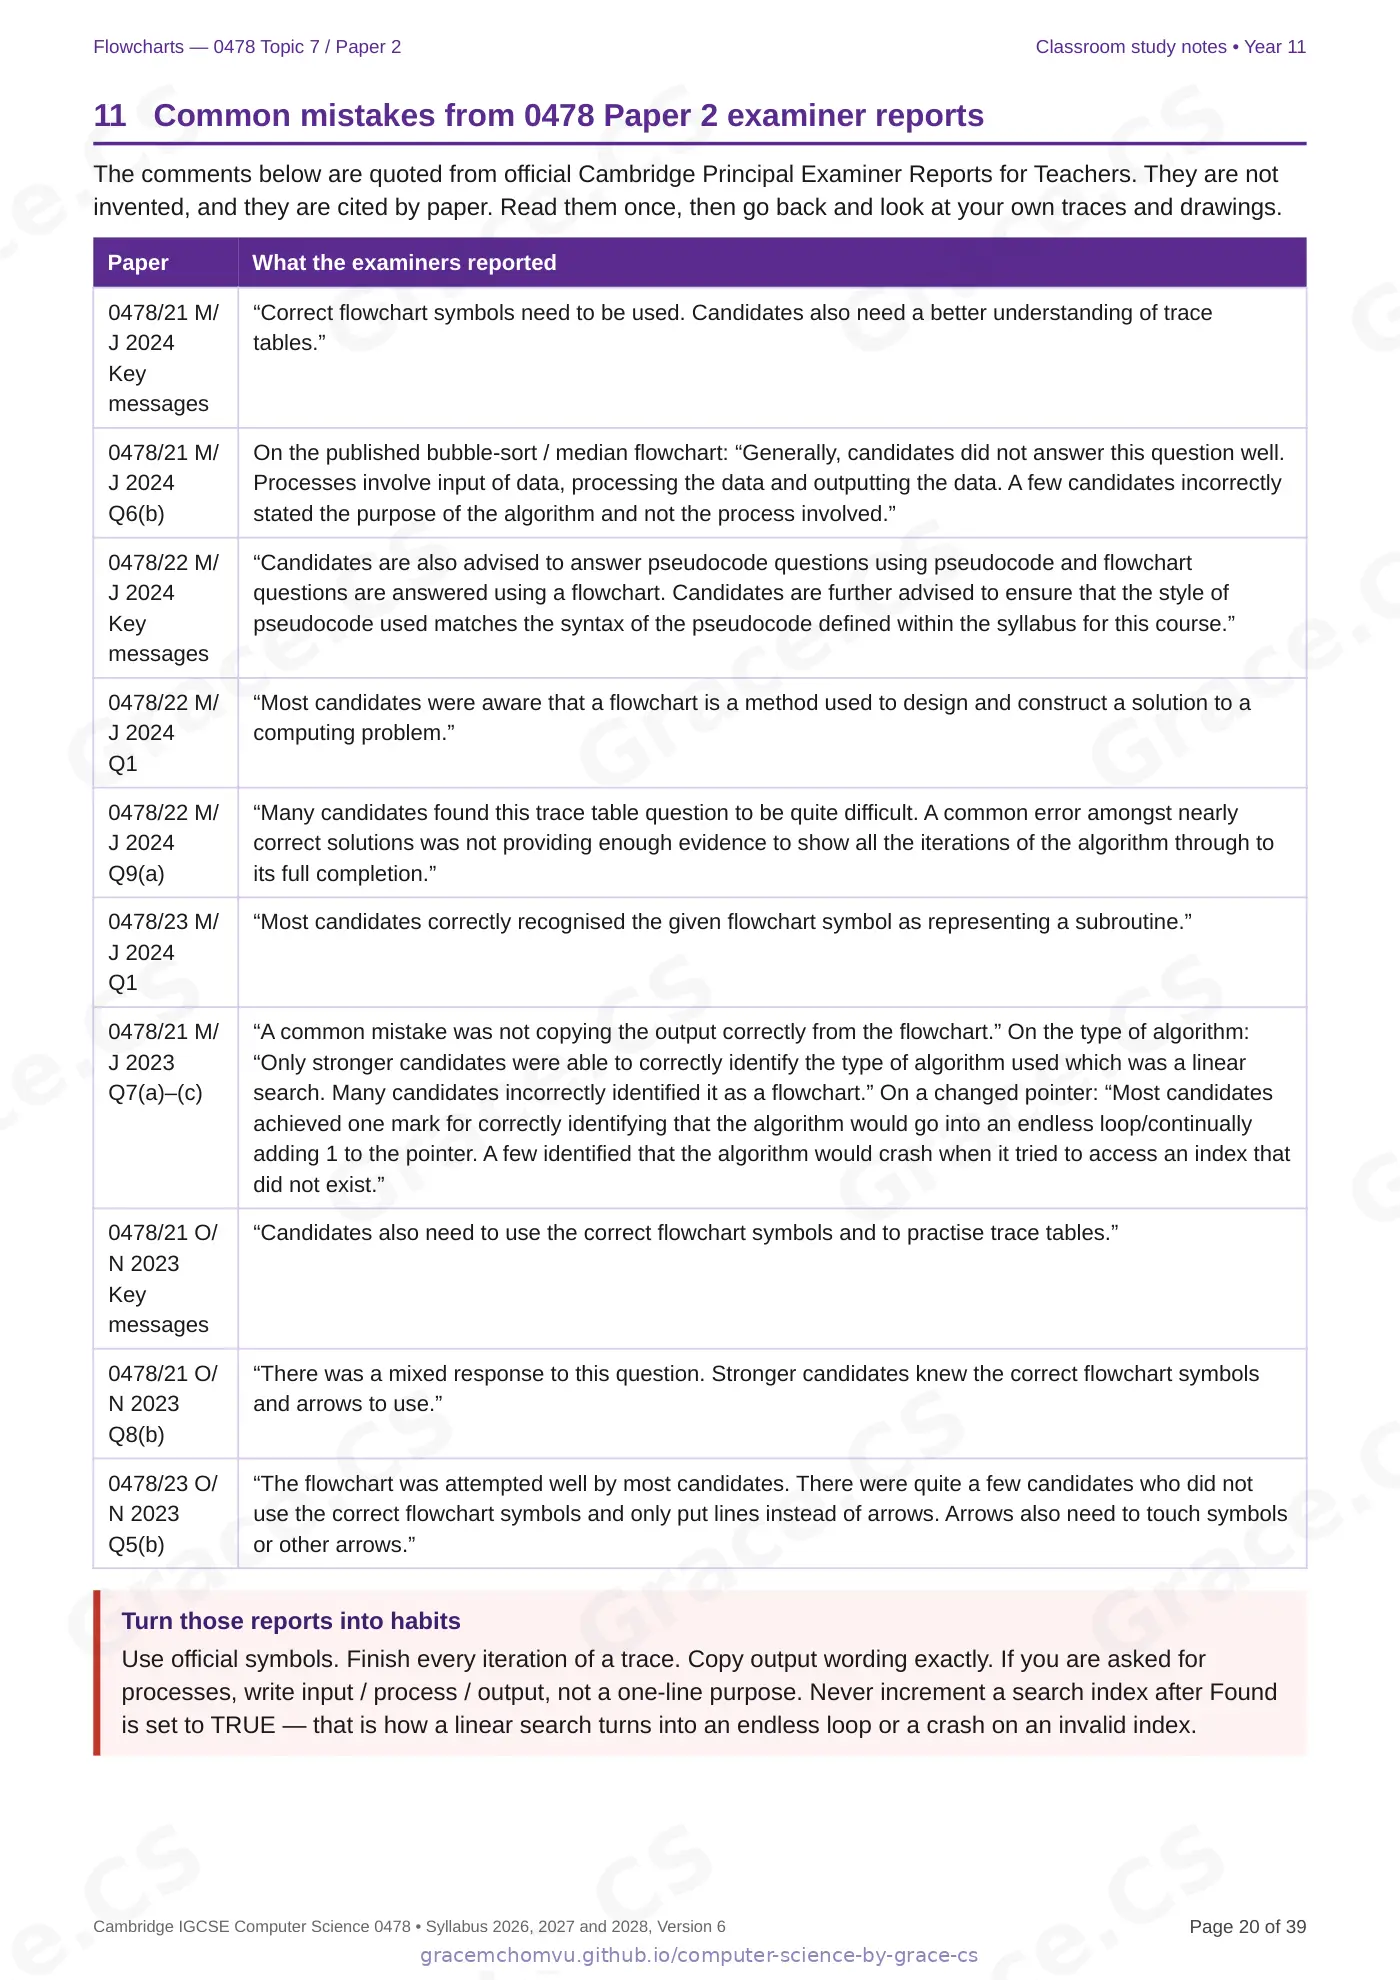 Flowcharts — 0478 Topic 7 / Paper 2
Classroom study notes • Year 11
11 Common mistakes from 0478 Paper 2 examiner reports
The comments below are quoted from official Cambridge Principal Examiner Reports for Teachers. They are not
invented, and they are cited by paper. Read them once, then go back and look at your own traces and drawings.
Paper
What the examiners reported
0478/21 M/
J 2024
Key
messages
“Correct flowchart symbols need to be used. Candidates also need a better understanding of trace
tables.”
0478/21 M/
J 2024
Q6(b)
On the published bubble-sort / median flowchart: “Generally, candidates did not answer this question well.
Processes involve input of data, processing the data and outputting the data. A few candidates incorrectly
stated the purpose of the algorithm and not the process involved.”
0478/22 M/
J 2024
Key
messages
“Candidates are also advised to answer pseudocode questions using pseudocode and flowchart
questions are answered using a flowchart. Candidates are further advised to ensure that the style of
pseudocode used matches the syntax of the pseudocode defined within the syllabus for this course.”
0478/22 M/
J 2024
Q1
“Most candidates were aware that a flowchart is a method used to design and construct a solution to a
computing problem.”
0478/22 M/
J 2024
Q9(a)
“Many candidates found this trace table question to be quite difficult. A common error amongst nearly
correct solutions was not providing enough evidence to show all the iterations of the algorithm through to
its full completion.”
0478/23 M/
J 2024
Q1
“Most candidates correctly recognised the given flowchart symbol as representing a subroutine.”
0478/21 M/
J 2023
Q7(a)–(c)
“A common mistake was not copying the output correctly from the flowchart.” On the type of algorithm:
“Only stronger candidates were able to correctly identify the type of algorithm used which was a linear
search. Many candidates incorrectly identified it as a flowchart.” On a changed pointer: “Most candidates
achieved one mark for correctly identifying that the algorithm would go into an endless loop/continually
adding 1 to the pointer. A few identified that the algorithm would crash when it tried to access an index that
did not exist.”
0478/21 O/
N 2023
Key
messages
“Candidates also need to use the correct flowchart symbols and to practise trace tables.”
0478/21 O/
N 2023
Q8(b)
“There was a mixed response to this question. Stronger candidates knew the correct flowchart symbols
and arrows to use.”
0478/23 O/
N 2023
Q5(b)
“The flowchart was attempted well by most candidates. There were quite a few candidates who did not
use the correct flowchart symbols and only put lines instead of arrows. Arrows also need to touch symbols
or other arrows.”
Turn those reports into habits
Use official symbols. Finish every iteration of a trace. Copy output wording exactly. If you are asked for
processes, write input / process / output, not a one-line purpose. Never increment a search index after Found
is set to TRUE — that is how a linear search turns into an endless loop or a crash on an invalid index.
Cambridge IGCSE Computer Science 0478 • Syllabus 2026, 2027 and 2028, Version 6
Page 20 of 39
gracemchomvu.github.io/computer-science-by-grace-cs
Grace.CS